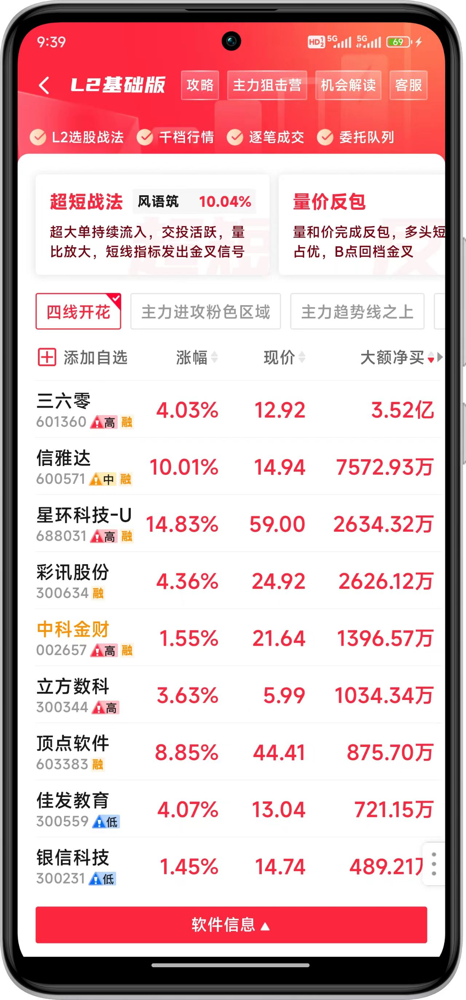 9:39
HD 1 2 5G 5G 69
L2基础版 攻略 主力狙击营 机会解读 客服
L2选股战法 千档行情 逐笔成交 委托队列
超短战法 风语筑 10.04%
超大单持续流入，交投活跃，量
比放大，短线指标发出金叉信号
量价反包
量和价完成反包，多头短
占优，B点回档金叉
四线开花 主力进攻粉色区域 主力趋势线之上
添加自选 涨幅 现价 大额净买
三六零 4.03% 12.92 3.52亿
601360 高 融
信雅达 10.01% 14.94 7572.93万
600571 中 融
星环科技-U 14.83% 59.00 2634.32万
688031 高 融
彩讯股份 4.36% 24.92 2626.12万
300634 融
中科金财 1.55% 21.64 1396.57万
002657 高 融
立方数科 3.63% 5.99 1034.34万
300344 高
顶点软件 8.85% 44.41 875.70万
603383 融
佳发教育 4.07% 13.04 721.15万
300559 低
银信科技 1.45% 14.74 489.21万
300231 低
软件信息